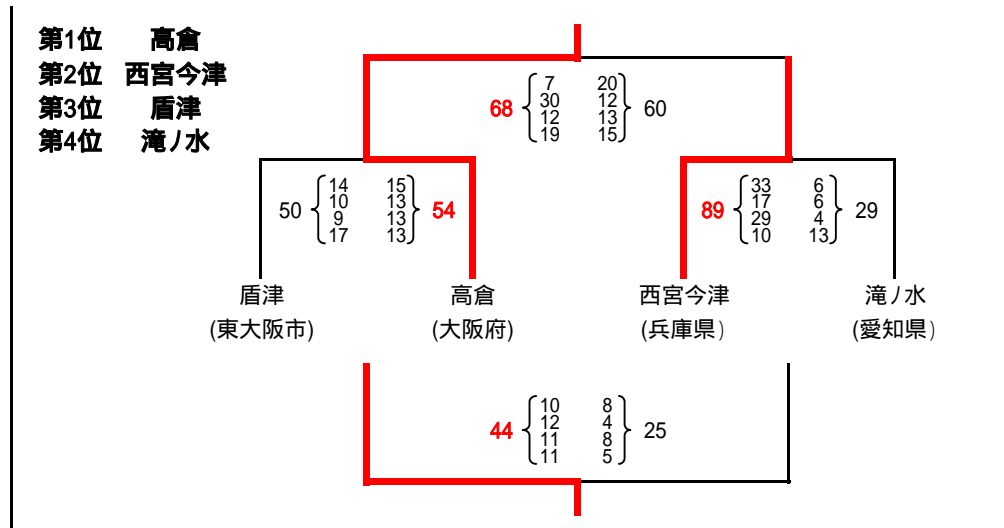 第1位 高倉
第2位 西宮今津
第3位 盾津
第4位 滝ノ水
68 { 7 20 } 60
30 12
12 13
19 15
50 { 14 15 } 54
10 13
9 13
17 13
89 { 33 6 } 29
17 6
29 4
10 13
盾津 高倉 西宮今津 滝ノ水
(東大阪市) (大阪府) (兵庫県) (愛知県)
44 { 10 8 } 25
12 4
11 8
11 5